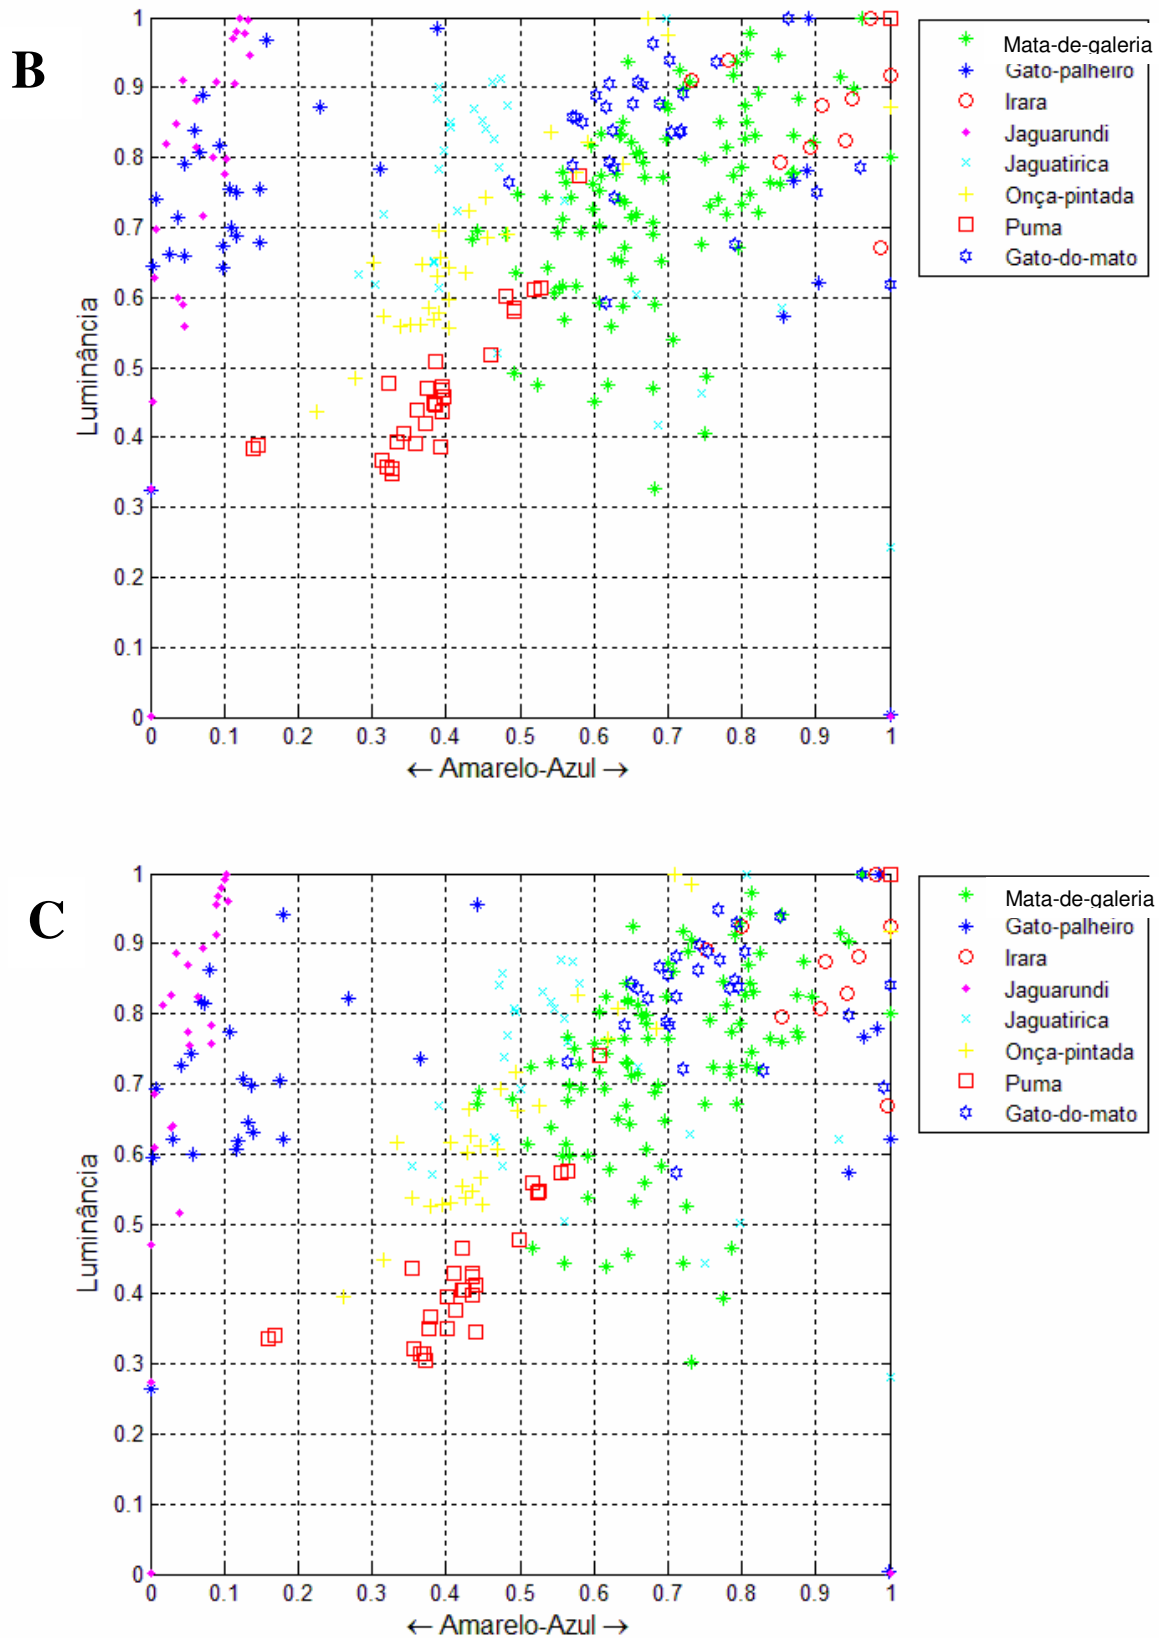 B
Luminância
1
0.9
0.8
0.7
0.6
0.5
0.4
0.3
0.2
0.1
0
0 0.1 0.2 0.3 0.4 0.5 0.6 0.7 0.8 0.9 1
← Amarelo-Azul →
Mata-de-galeria
Gato-palheiro
Irara
Jaguarundi
Jaguatirica
Onça-pintada
Puma
Gato-do-mato
C
Luminância
1
0.9
0.8
0.7
0.6
0.5
0.4
0.3
0.2
0.1
0
0 0.1 0.2 0.3 0.4 0.5 0.6 0.7 0.8 0.9 1
← Amarelo-Azul →
Mata-de-galeria
Gato-palheiro
Irara
Jaguarundi
Jaguatirica
Onça-pintada
Puma
Gato-do-mato